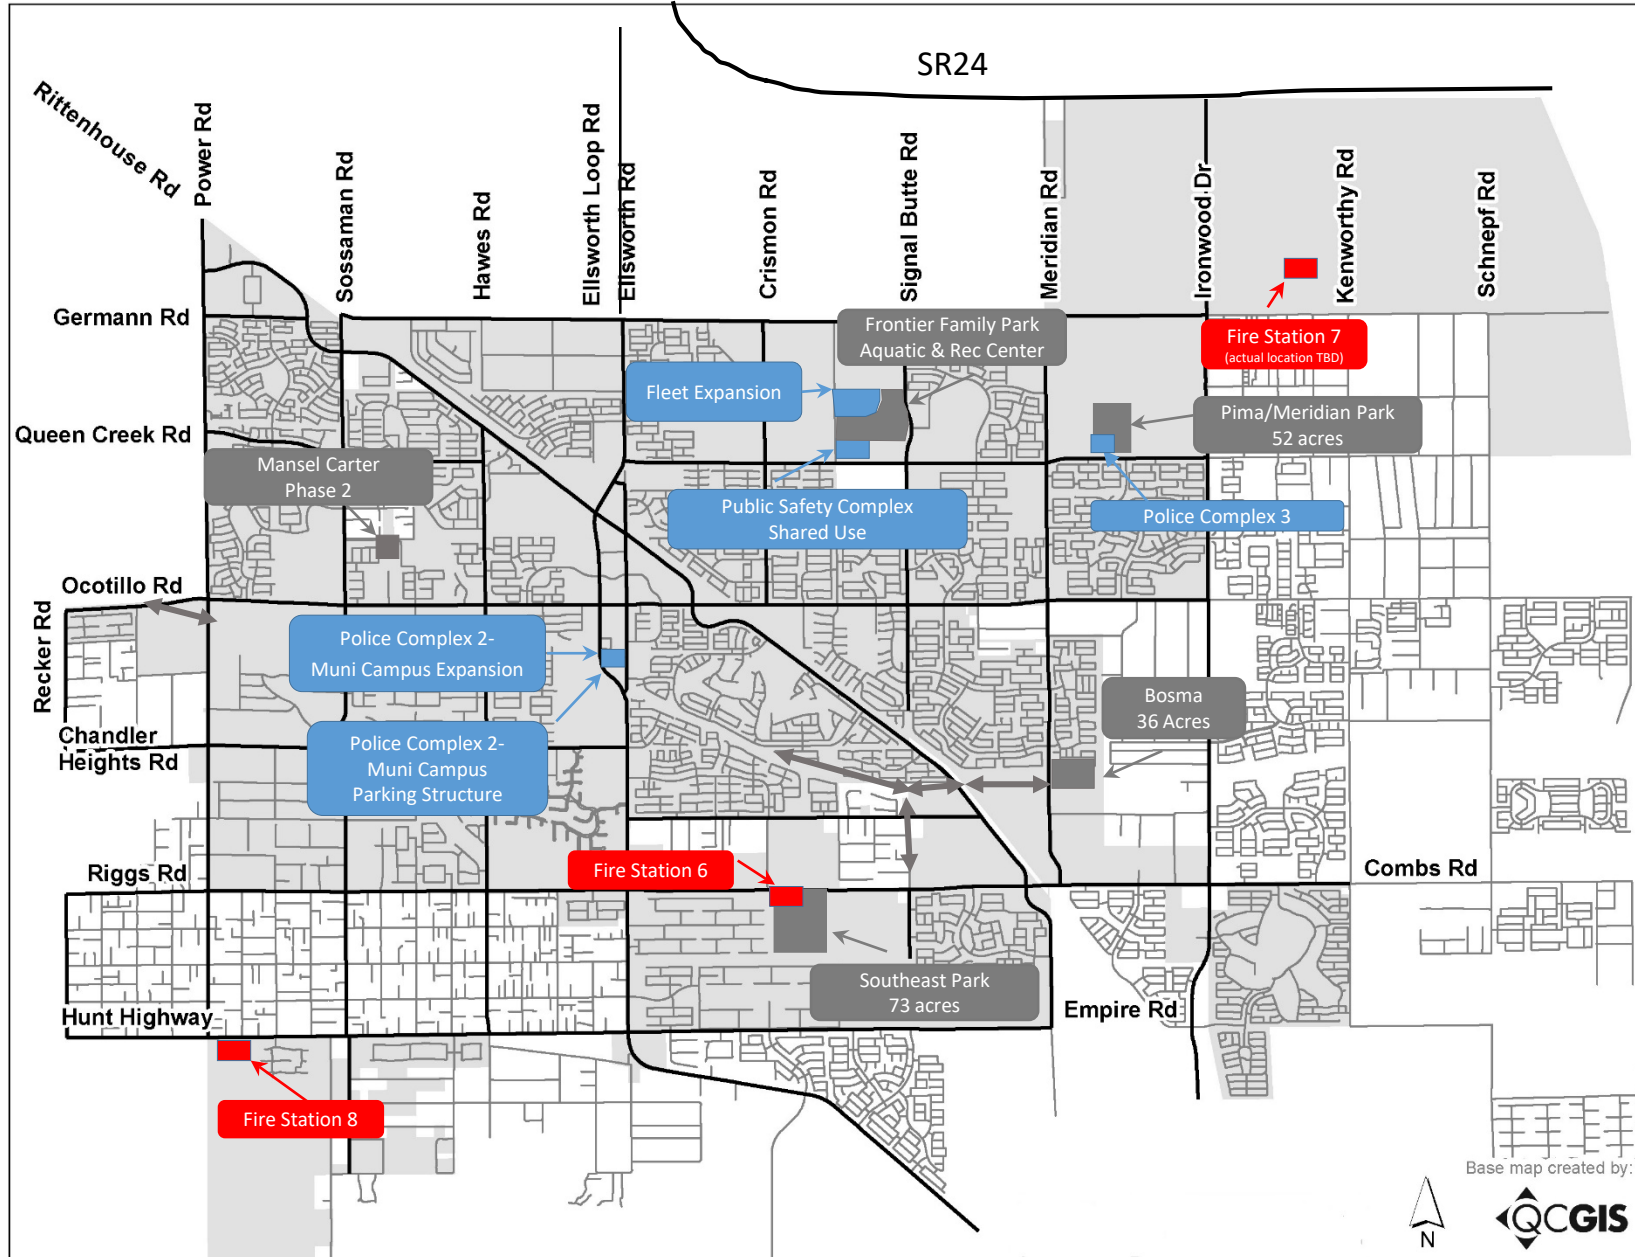 SR24
Rittenhouse Rd
Power Rd
Sossaman Rd
Hawes Rd
Ellsworth Loop Rd
Ellsworth Rd
Crismon Rd
Signal Butte Rd
Meridian Rd
Ironwood Dr
Kenworthy Rd
Schnepf Rd
Germann Rd
Frontier Family Park
Aquatic & Rec Center
Fire Station 7
(actual location TBD)
Fleet Expansion
Pima/Meridian Park
52 acres
Queen Creek Rd
Mansel Carter
Phase 2
Public Safety Complex
Shared Use
Police Complex 3
Ocotillo Rd
Recker Rd
Police Complex 2-
Muni Campus Expansion
Bosma
36 Acres
Chandler
Heights Rd
Police Complex 2-
Muni Campus
Parking Structure
Riggs Rd
Fire Station 6
Combs Rd
Southeast Park
73 acres
Hunt Highway
Empire Rd
Fire Station 8
Base map created by:
QCGIS
N